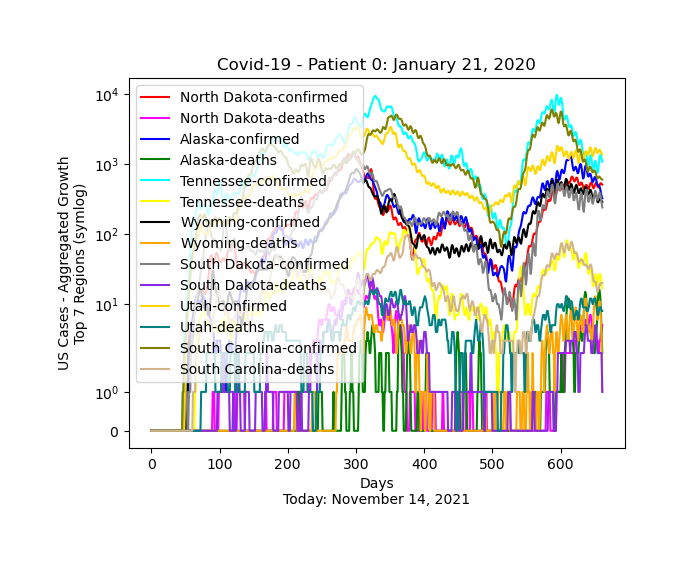 Covid-19 - Patient 0: January 21, 2020
US Cases - Aggregated Growth
Top 7 Regions (symlog)
10^4
10^3
10^2
10^1
10^0
0
North Dakota-confirmed
North Dakota-deaths
Alaska-confirmed
Alaska-deaths
Tennessee-confirmed
Tennessee-deaths
Wyoming-confirmed
Wyoming-deaths
South Dakota-confirmed
South Dakota-deaths
Utah-confirmed
Utah-deaths
South Carolina-confirmed
South Carolina-deaths
0 100 200 300 400 500 600
Days
Today: November 14, 2021